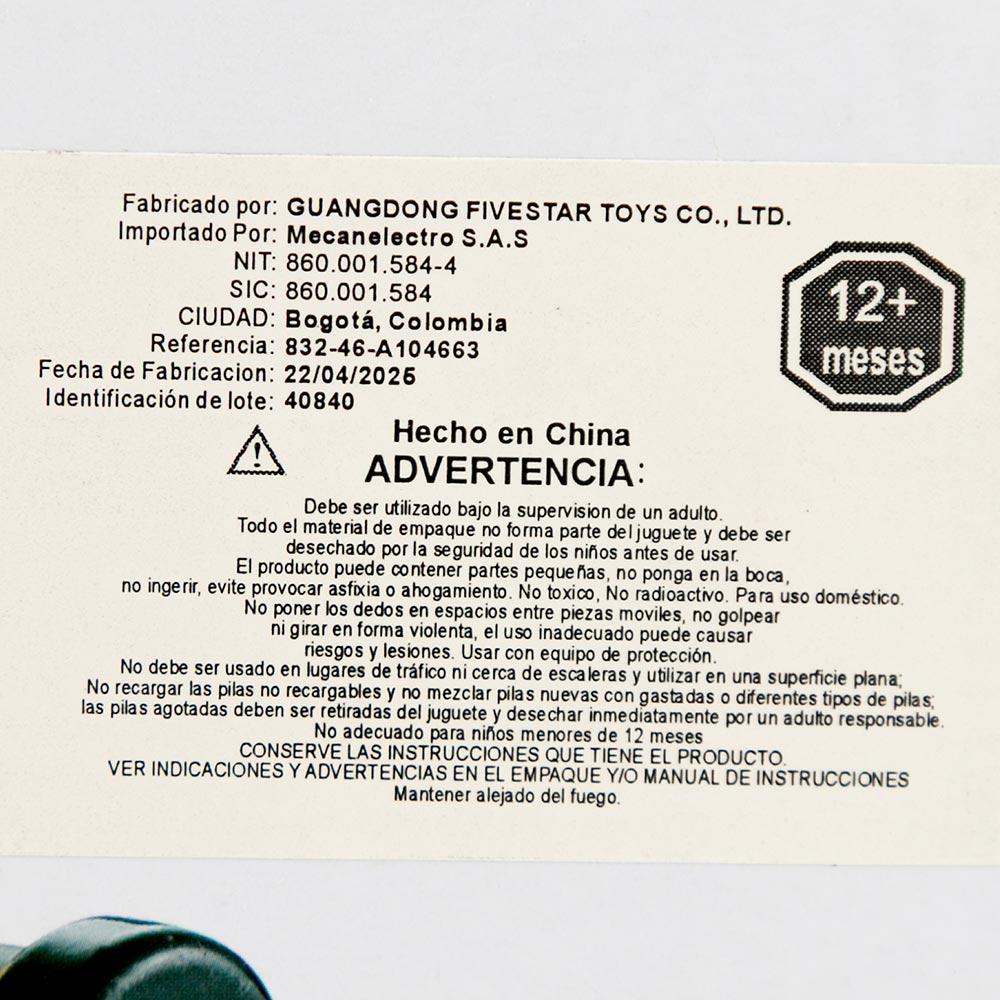 Fabricado por: GUANGDONG FIVESTAR TOYS CO., LTD.
Importado Por: Mecanelectro S.A.S
NIT: 860.001.584-4
SIC: 860.001.584
CIUDAD: Bogotá, Colombia
Referencia: 832-46-A104663
Fecha de Fabricacion: 22/04/2025
Identificación de lote: 40840
12+
meses
Hecho en China
ADVERTENCIA:
Debe ser utilizado bajo la supervision de un adulto.
Todo el material de empaque no forma parte del juguete y debe ser
desechado por la seguridad de los niños antes de usar.
El producto puede contener partes pequeñas, no ponga en la boca,
no ingerir, evite provocar asfixia o ahogamiento. No toxico, No radioactivo. Para uso doméstico.
No poner los dedos en espacios entre piezas moviles, no golpear
ni girar en forma violenta, el uso inadecuado puede causar
riesgos y lesiones. Usar con equipo de protección.
No debe ser usado en lugares de tráfico ni cerca de escaleras y utilizar en una superficie plana;
No recargar las pilas no recargables y no mezclar pilas nuevas con gastadas o diferentes tipos de pilas;
las pilas agotadas deben ser retiradas del juguete y desechar inmediatamente por un adulto responsable.
No adecuado para niños menores de 12 meses
CONSERVE LAS INSTRUCCIONES QUE TIENE EL PRODUCTO.
VER INDICACIONES Y ADVERTENCIAS EN EL EMPAQUE Y/O MANUAL DE INSTRUCCIONES
Mantener alejado del fuego.